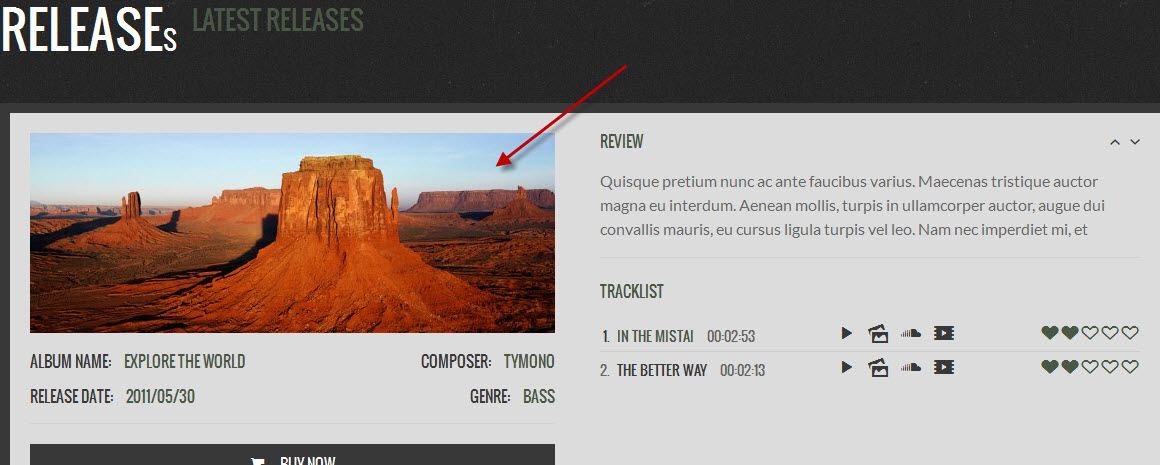 RELEASEs LATEST RELEASES
REVIEW
Quisque pretium nunc ac ante faucibus varius. Maecenas tristique auctor
magna eu interdum. Aenean mollis, turpis in ullamcorper auctor, augue dui
convallis mauris, eu cursus ligula turpis vel leo. Nam nec imperdiet mi, et
TRACKLIST
1. IN THE MISTAI 00:02:53
2. THE BETTER WAY 00:02:13
ALBUM NAME: EXPLORE THE WORLD COMPOSER: TYMONO
RELEASE DATE: 2011/05/30 GENRE: BASS
BUY NOW